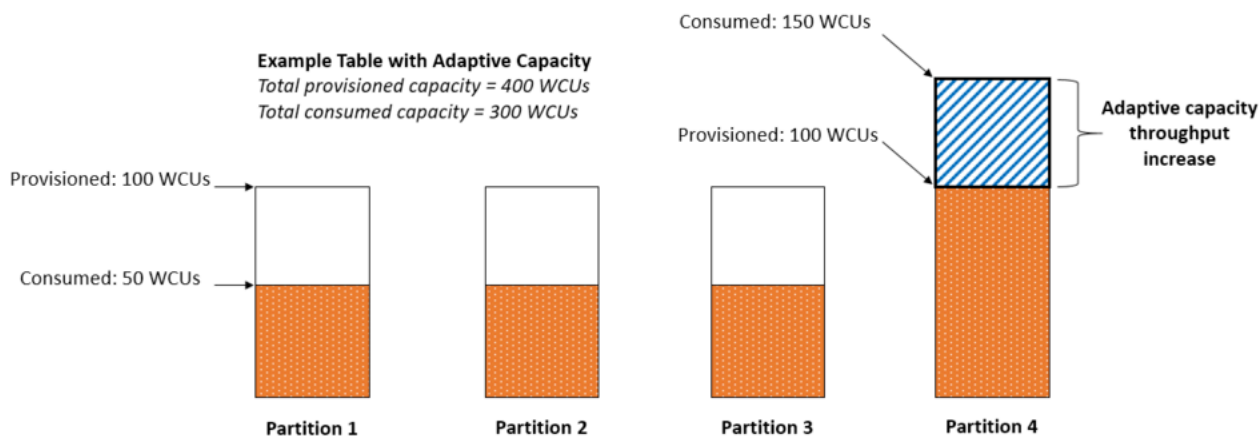 Consumed: 150 WCUs
Example Table with Adaptive Capacity
Total provisioned capacity = 400 WCUs
Total consumed capacity = 300 WCUs
Adaptive capacity
throughput
increase
Provisioned: 100 WCUs
Provisioned: 100 WCUs
Consumed: 50 WCUs
Partition 1
Partition 2
Partition 3
Partition 4